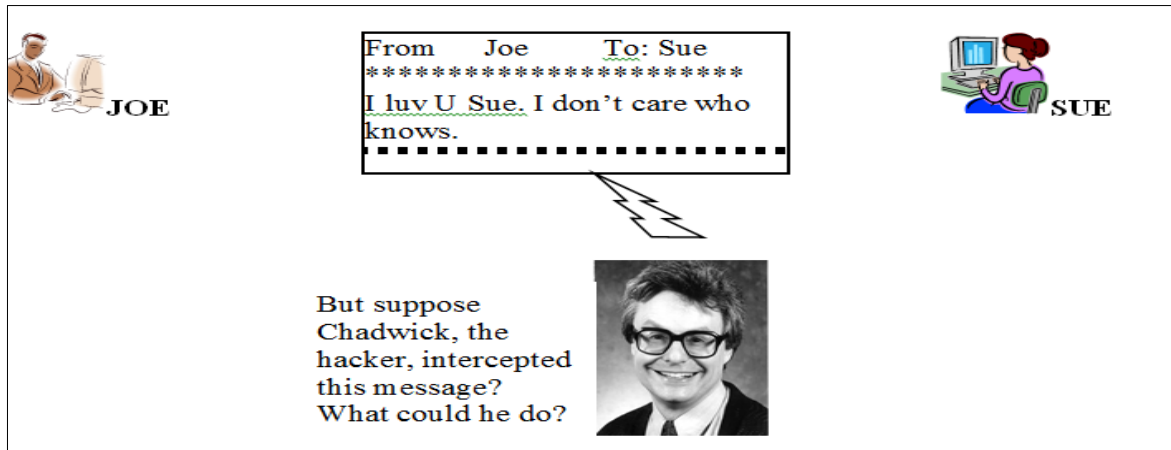 From Joe To: Sue
***********************
I luv U Sue. I don’t care who
knows.
JOE
SUE
But suppose
Chadwick, the
hacker, intercepted
this message?
What could he do?